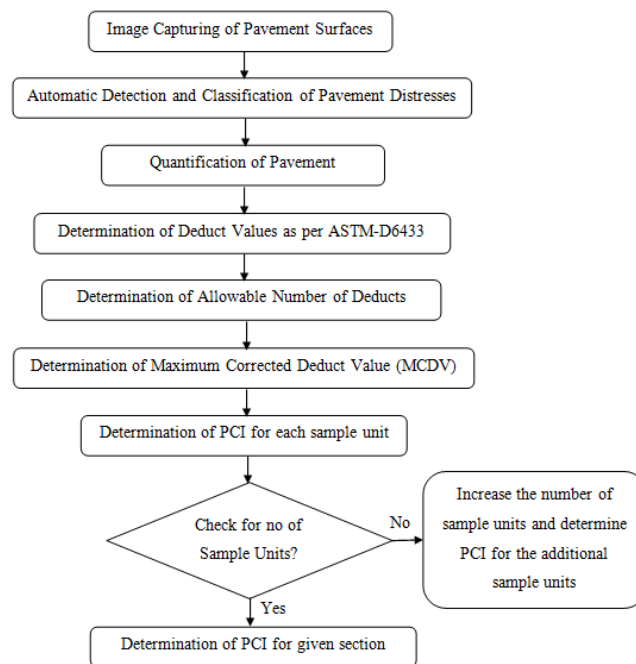 Image Capturing of Pavement Surfaces
Automatic Detection and Classification of Pavement Distresses
Quantification of Pavement
Determination of Deduct Values as per ASTM-D6433
Determination of Allowable Number of Deducts
Determination of Maximum Corrected Deduct Value (MCDV)
Determination of PCI for each sample unit
Check for no of
Sample Units?
No
Increase the number of
sample units and determine
PCI for the additional
sample units
Yes
Determination of PCI for given section